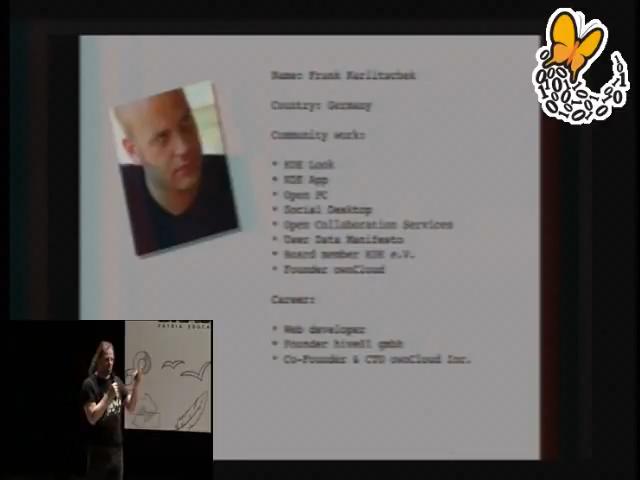 Name: Frank Karlitschek
Country: Germany
Community work:
* KDE Look
* KDE App
* Open PC
* Social Desktop
* Open Collaboration Services
* User Data Manifesto
* Board member KDE e.V.
* Founder ownCloud
Career:
* Web developer
* Founder hive01 gmbh
* Co-Founder & CTO ownCloud Inc.